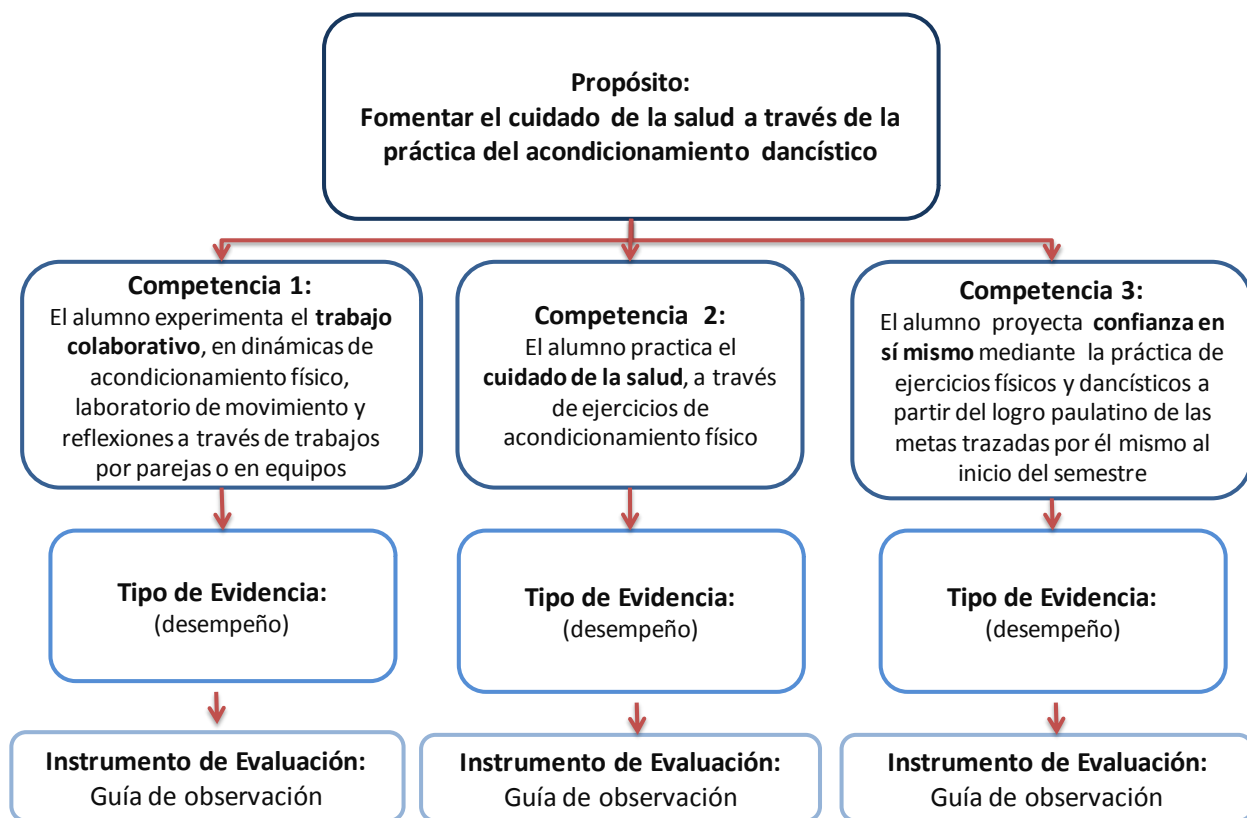 Propósito:
Fomentar el cuidado de la salud a través de la
práctica del acondicionamiento dancístico
Competencia 1:
El alumno experimenta el trabajo
colaborativo, en dinámicas de
acondicionamiento físico,
laboratorio de movimiento y
reflexiones a través de trabajos
por parejas o en equipos
Competencia 2:
El alumno practica el
cuidado de la salud, a través
de ejercicios de
acondicionamiento físico
Competencia 3:
El alumno proyecta confianza en
sí mismo mediante la práctica de
ejercicios físicos y dancísticos a
partir del logro paulatino de las
metas trazadas por él mismo al
inicio del semestre
Tipo de Evidencia:
(desempeño)
Tipo de Evidencia:
(desempeño)
Tipo de Evidencia:
(desempeño)
Instrumento de Evaluación:
Guía de observación
Instrumento de Evaluación:
Guía de observación
Instrumento de Evaluación:
Guía de observación